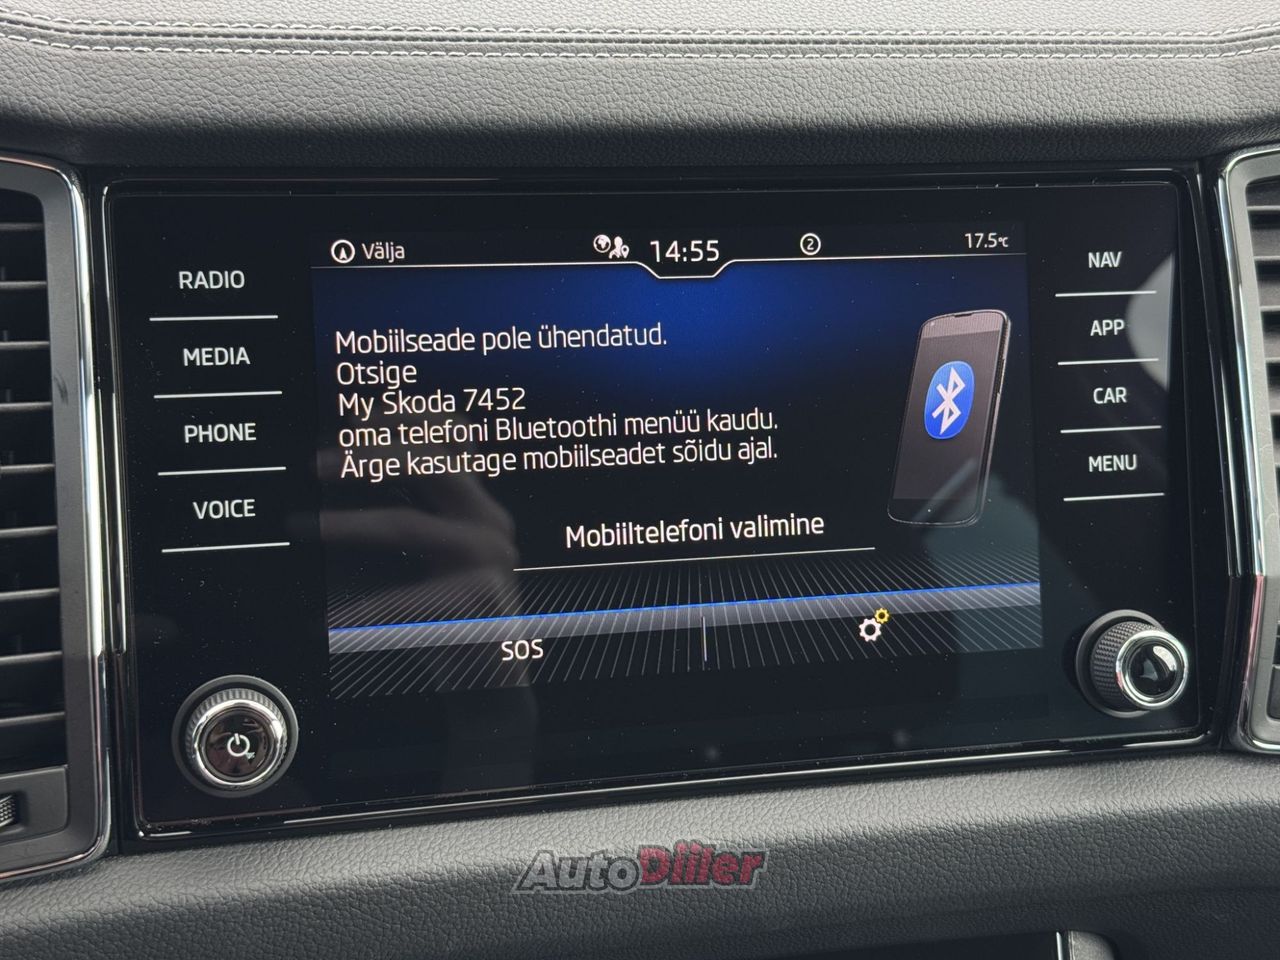 Välja
14:55
2
17.5°C
RADIO
MEDIA
PHONE
VOICE
NAV
APP
CAR
MENU
Mobiilseade pole ühendatud.
Otsige
My Skoda 7452
oma telefoni Bluetoothi menüü kaudu.
Ärge kasutage mobiilseadet sõidu ajal.
Mobiiltelefoni valimine
SOS
AutoDiiler